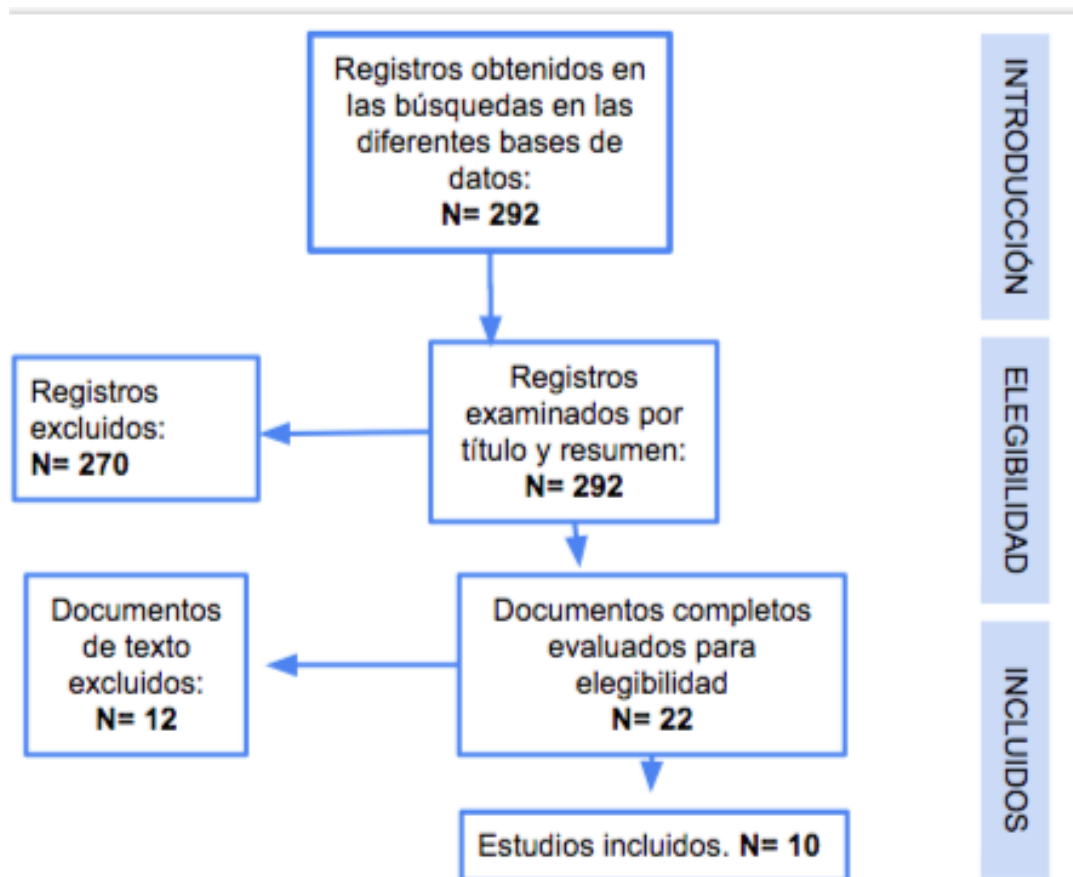 Registros obtenidos en
las búsquedas en las
diferentes bases de
datos:
N= 292
INTRODUCCIÓN
Registros
excluidos:
N= 270
Registros
examinados por
título y resumen:
N= 292
ELEGIBILIDAD
Documentos
de texto
excluidos:
N= 12
Documentos completos
evaluados para
elegibilidad
N= 22
INCLUIDOS
Estudios incluidos. N= 10